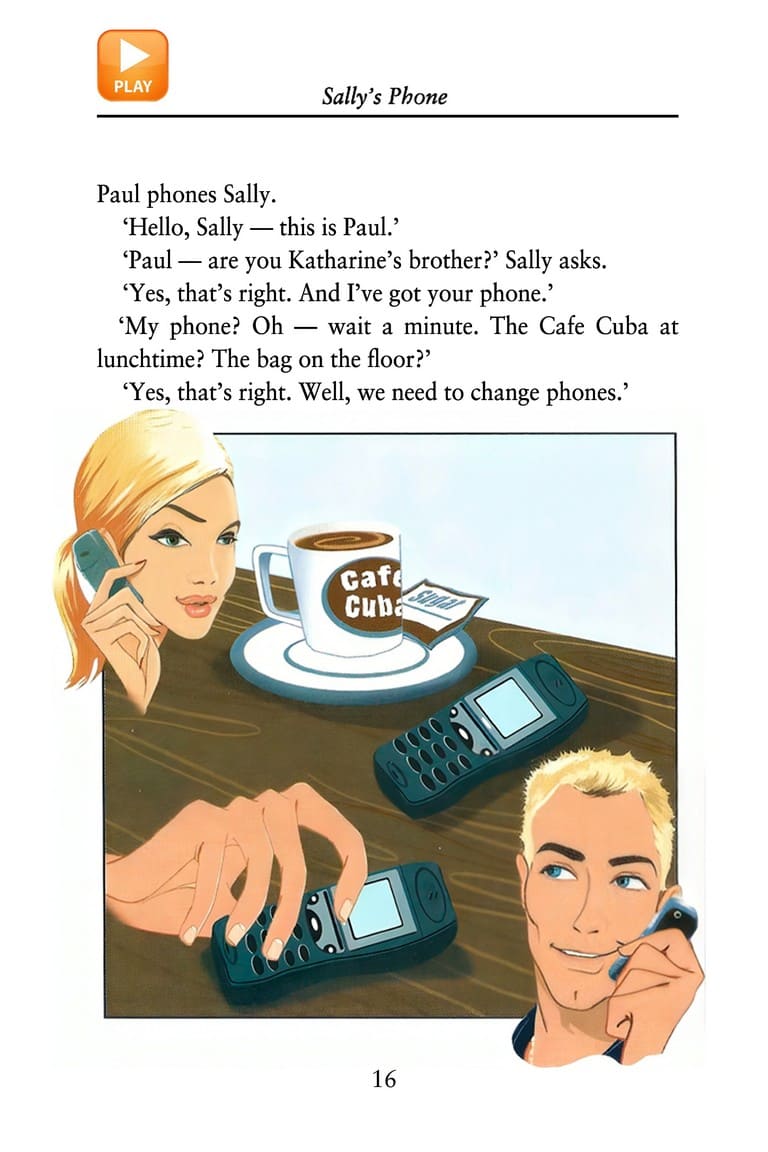 PLAY
Sally’s Phone
Paul phones Sally.
‘Hello, Sally — this is Paul.’
‘Paul — are you Katharine’s brother?’ Sally asks.
‘Yes, that’s right. And I’ve got your phone.’
‘My phone? Oh — wait a minute. The Cafe Cuba at
lunchtime? The bag on the floor?’
‘Yes, that’s right. Well, we need to change phones.’
Café
Cuba
Sugar
16